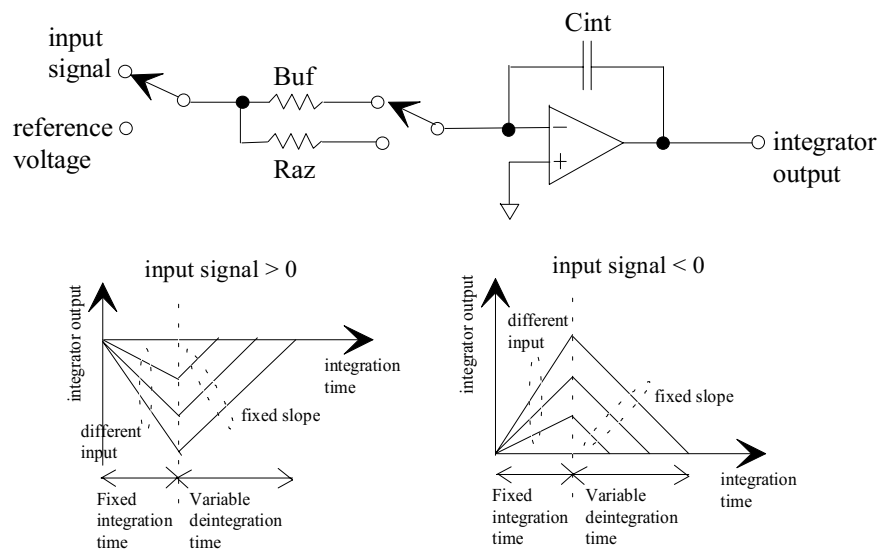 Cint
input
signal
Buf
reference
voltage
Raz
−
+
integrator
output
input signal > 0
integrator output
integration
time
fixed slope
different
input
Fixed
integration
time
Variable
deintegration
time
input signal < 0
integrator output
different
input
fixed slope
integration
time
Fixed
integration
time
Variable
deintegration
time